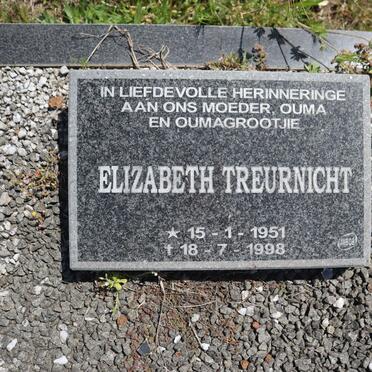 IN LIEFDEVOLLE HERINNERINGE
AAN ONS MOEDER, OUMA
EN OUMAGROOTJIE
ELIZABETH TREURNICHT
★ 15 - 1 - 1951
† 18 - 7 - 1998